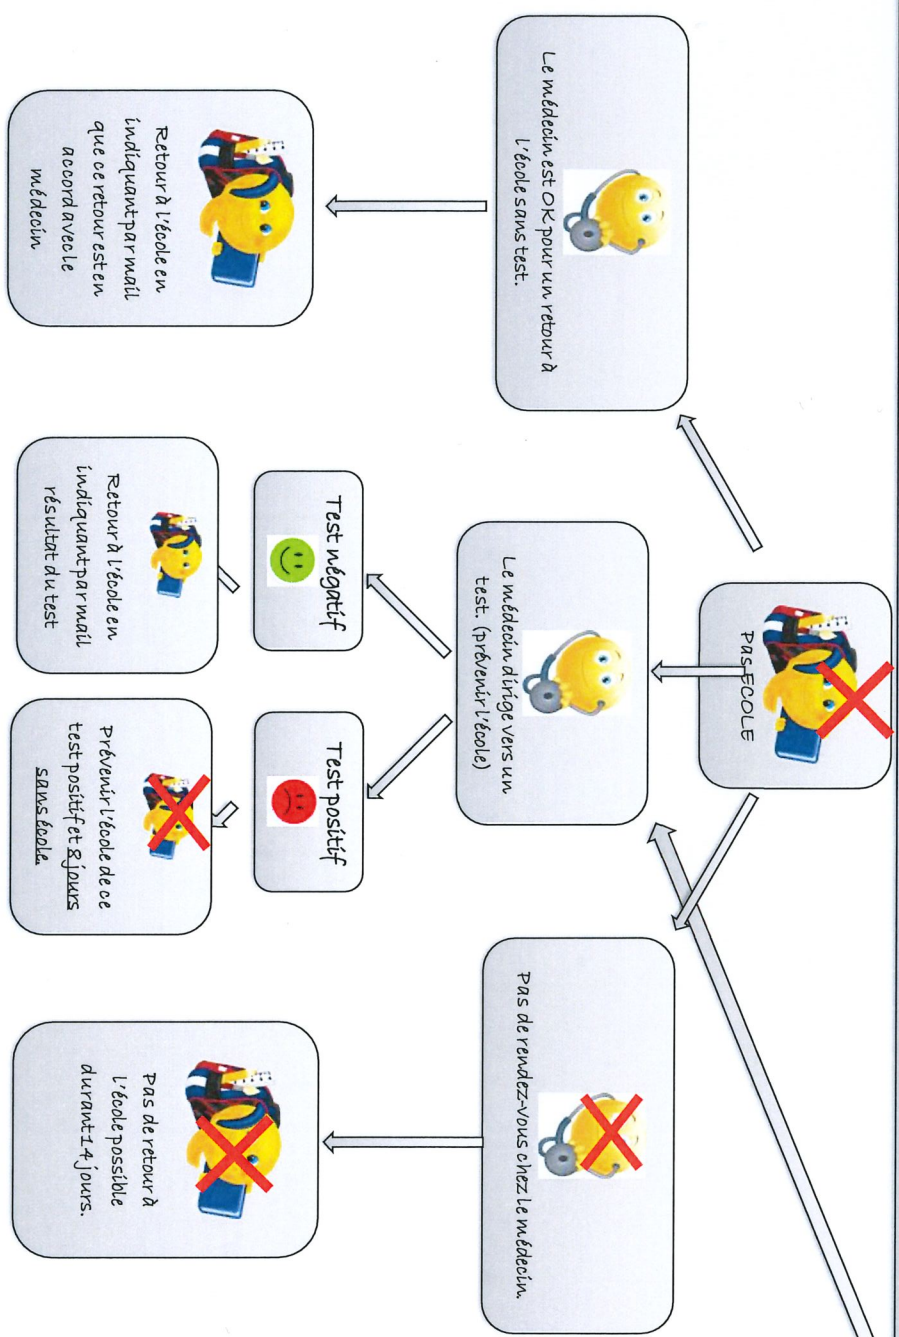 Pas ECOLE
Le médecin est OK pour un retour à
l'école sans test.
Le médecin dirige vers un
test. (prévenir l'école)
Pas de rendez-vous chez le médecin.
Test négatif
Test positif
Retour à l'école en
indiquant par mail
que ce retour est en
accord avec le
médecin
Retour à l'école en
indiquant par mail
résultat du test
Prévenir l'école de ce
test positif et 8 jours
sans école.
Pas de retour à
l'école possible
durant 14 jours.